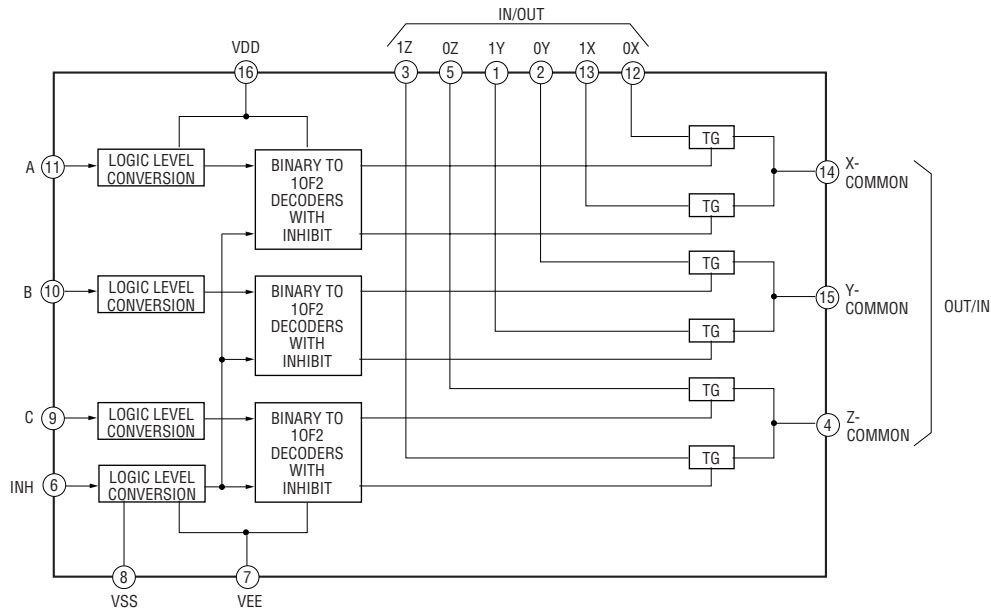 IN/OUT
VDD 1Z 0Z 1Y 0Y 1X 0X
16 3 5 1 2 13 12
TG
A 11 LOGIC LEVEL
CONVERSION
BINARY TO
1OF2
DECODERS
WITH
INHIBIT
14 X-
COMMON
TG
TG
B 10 LOGIC LEVEL
CONVERSION
BINARY TO
1OF2
DECODERS
WITH
INHIBIT
15 Y-
COMMON
OUT/IN
TG
TG
C 9 LOGIC LEVEL
CONVERSION
BINARY TO
1OF2
DECODERS
WITH
INHIBIT
4 Z-
COMMON
TG
INH 6 LOGIC LEVEL
CONVERSION
8 7
VSS VEE